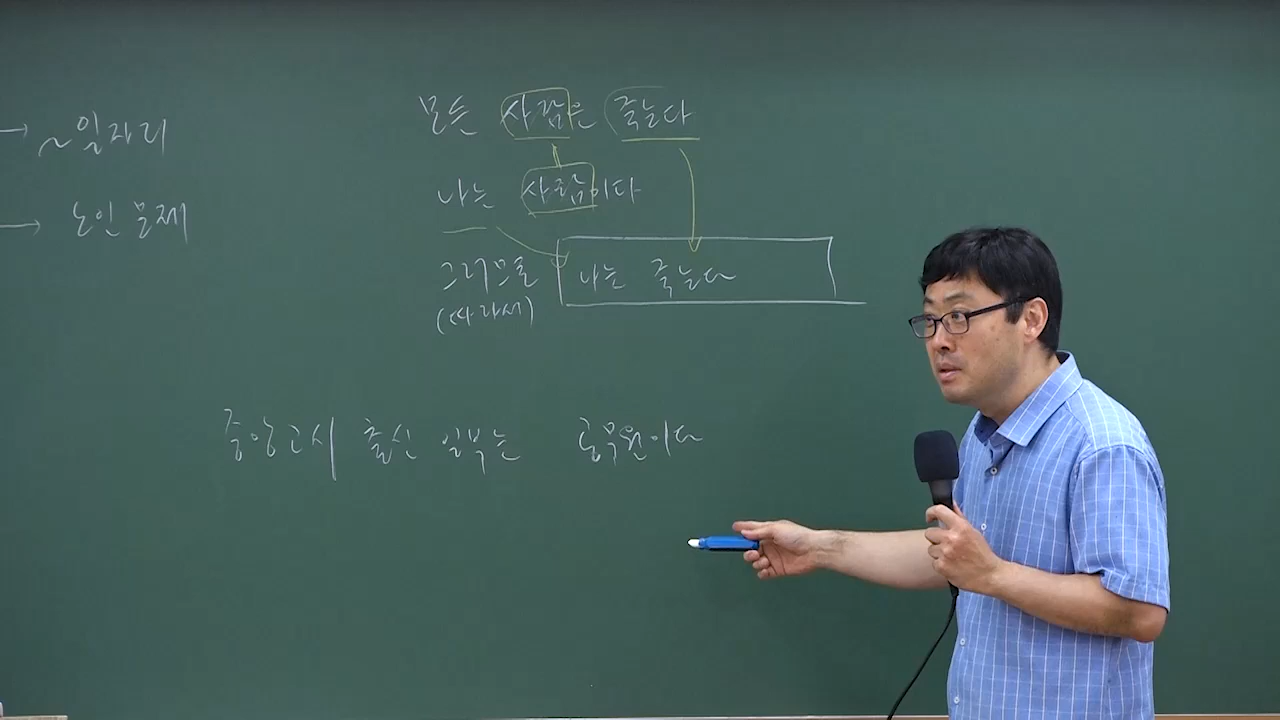 ~일자리
노인 문제
모든 사람은 죽는다
나는 사람이다
그러므로 나는 죽는다
(따라서)
중앙고시 출신 일부는 공무원이다